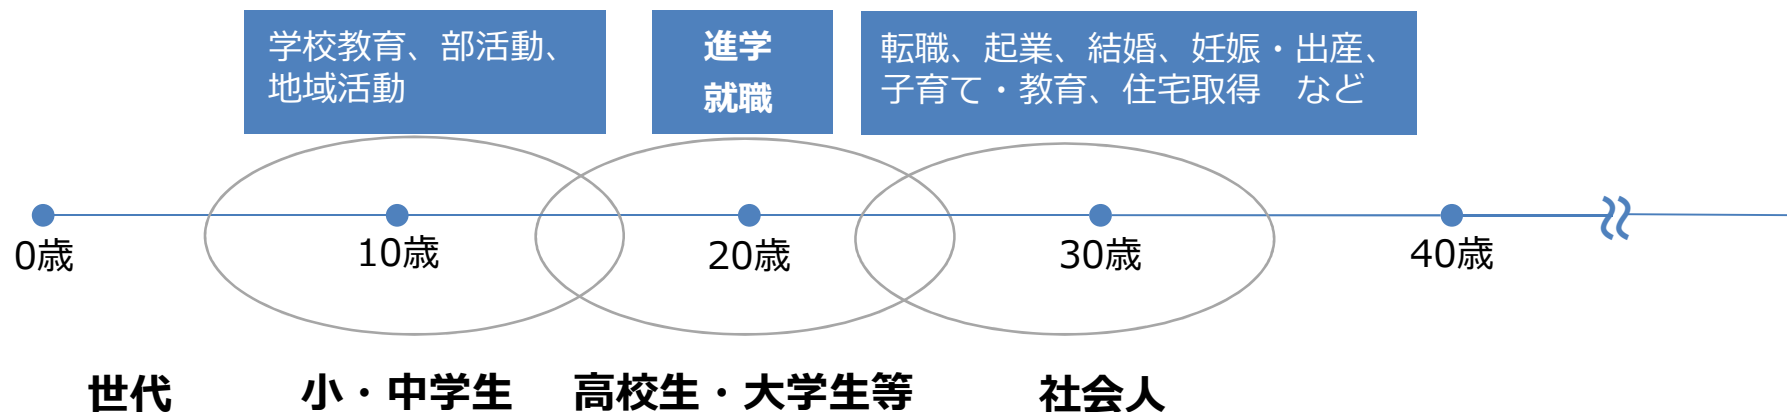 学校教育、部活動、
地域活動
進学
就職
転職、起業、結婚、妊娠・出産、
子育て・教育、住宅取得　など
0歳
10歳
20歳
30歳
40歳
世代
小・中学生
高校生・大学生等
社会人